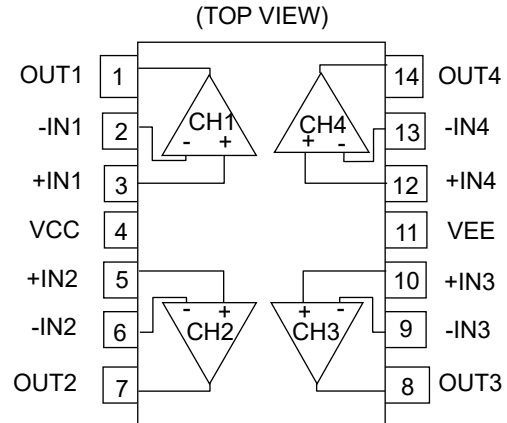 (TOP VIEW)
OUT1 1 14 OUT4
-IN1 2 CH1 - + CH4 + - 13 -IN4
+IN1 3 12 +IN4
VCC 4 11 VEE
+IN2 5 10 +IN3
-IN2 6 - + CH2 + - CH3 9 -IN3
OUT2 7 8 OUT3